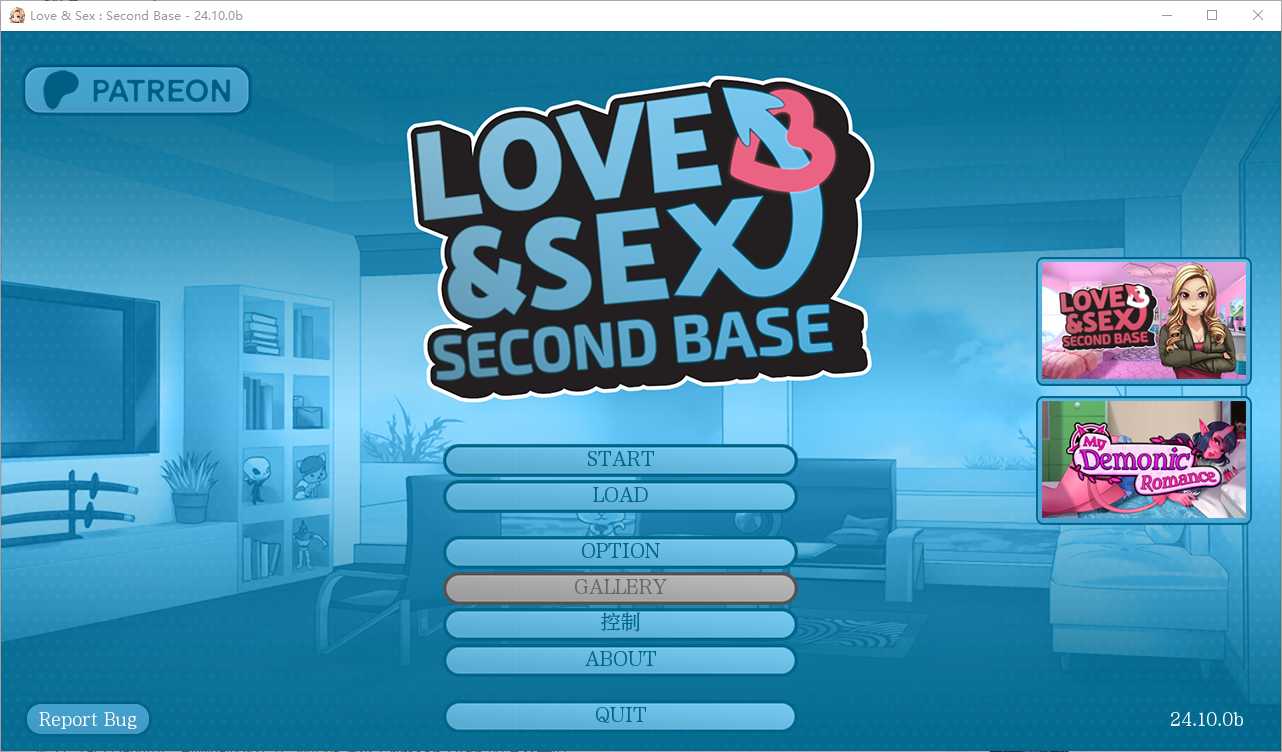 Love & Sex : Second Base - 24.10.0b
PATREON
LOVE
& SEX
SECOND BASE
LOVE
& SEX
SECOND BASE
My
Demonic
Romance
START
LOAD
OPTION
GALLERY
控制
ABOUT
QUIT
Report Bug
24.10.0b